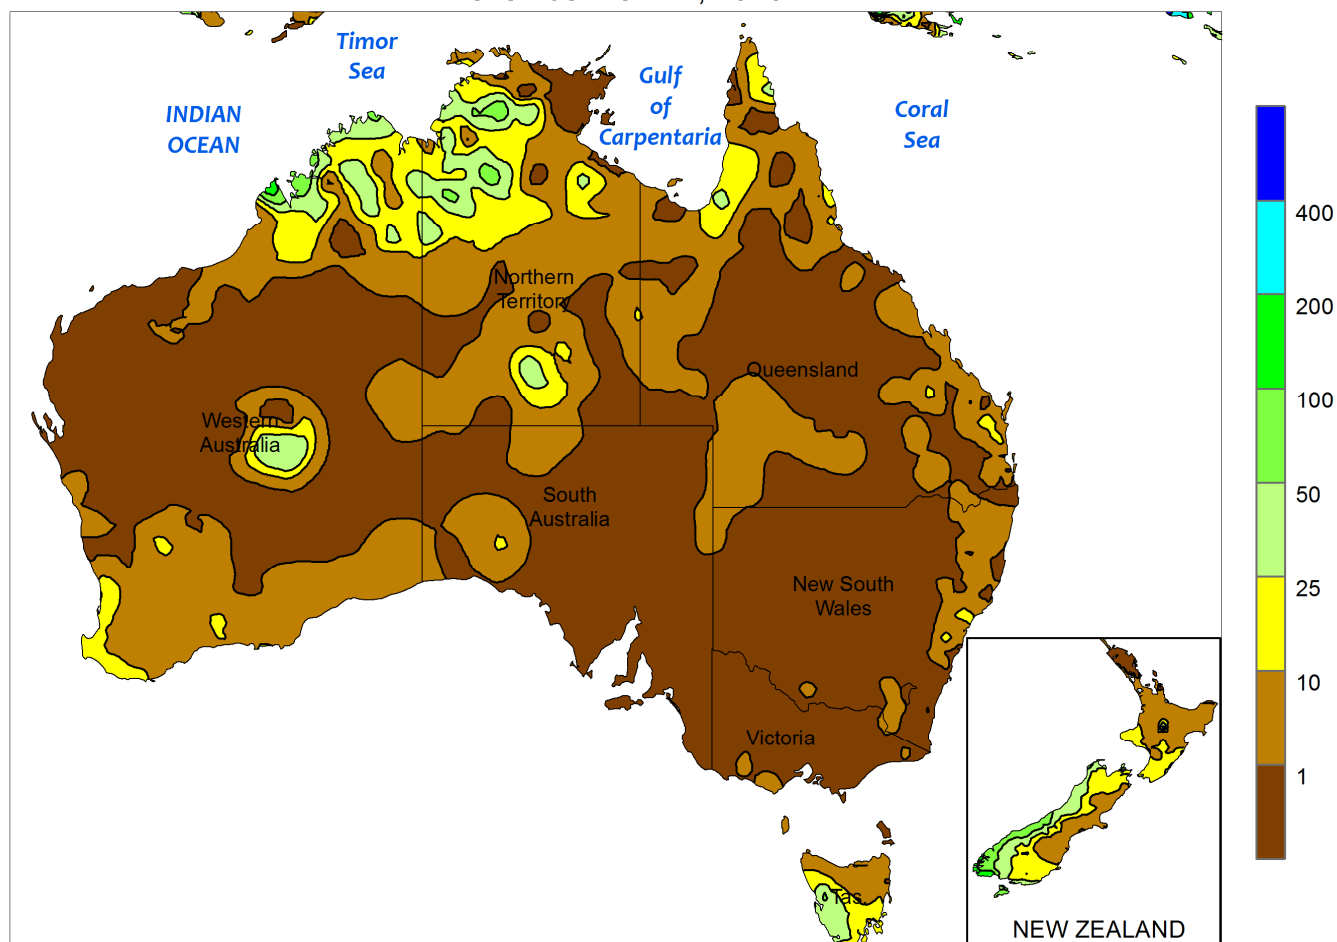 Timor
Sea
Gulf
of
Carpentaria
INDIAN
OCEAN
Coral
Sea
400
200
100
50
25
10
1
Northern
Territory
Queensland
Western
Australia
South
Australia
New South
Wales
Victoria
Tas.
NEW ZEALAND